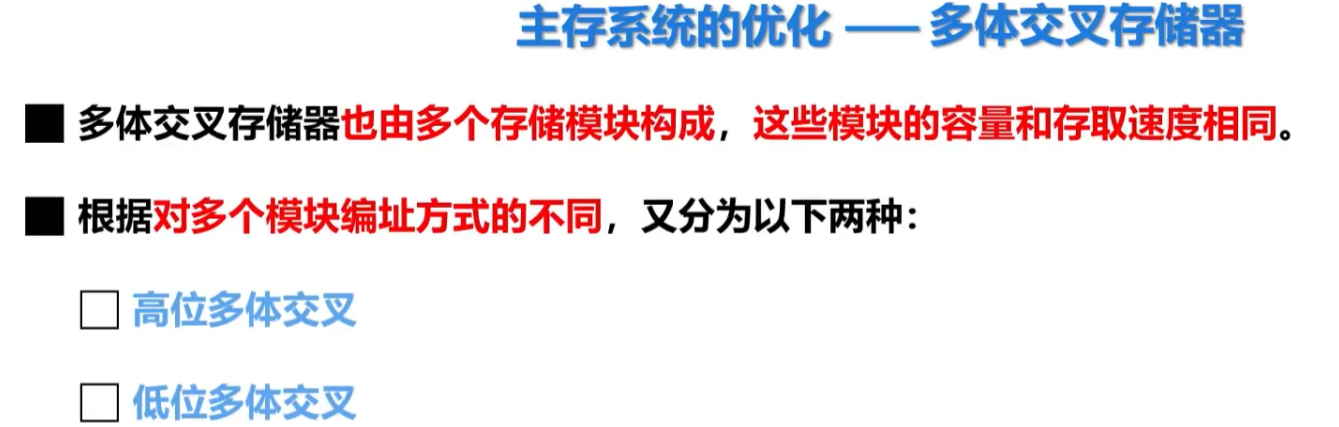 主存系统的优化 —— 多体交叉存储器
多体交叉存储器也由多个存储模块构成，这些模块的容量和存取速度相同。
根据对多个模块编址方式的不同，又分为以下两种：
高位多体交叉
低位多体交叉